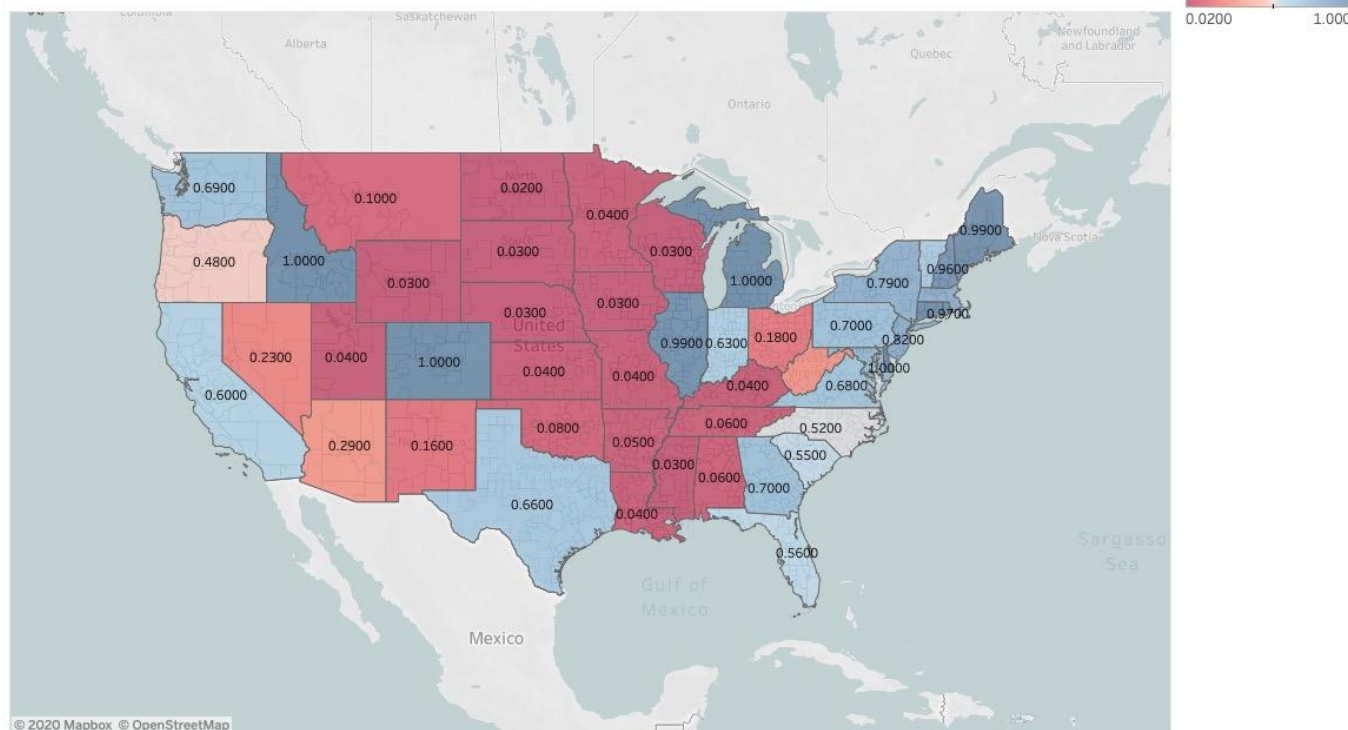 0.0200
1.000
Columbia
Saskatchewan
Alberta
Quebec
Newfoundland
and Labrador
Ontario
North
0.6900
0.1000
0.0200
0.0400
0.9900
Nova Scotia
0.4800
1.0000
0.0300
South
0.0300
0.0300
1.0000
0.9600
0.7900
0.0300
0.0300
United
States
0.9700
0.2300
0.0400
1.0000
0.0400
0.0400
0.9900
0.6300
0.1800
0.7000
0.8200
1.0000
0.6000
0.0400
0.6800
0.2900
0.1600
0.0800
0.0500
0.0600
0.5200
0.5500
0.0300
0.0600
0.7000
0.6600
0.0400
0.5600
Sargasso
Sea
Gulf of
Mexico
Mexico
© 2020 Mapbox © OpenStreetMap